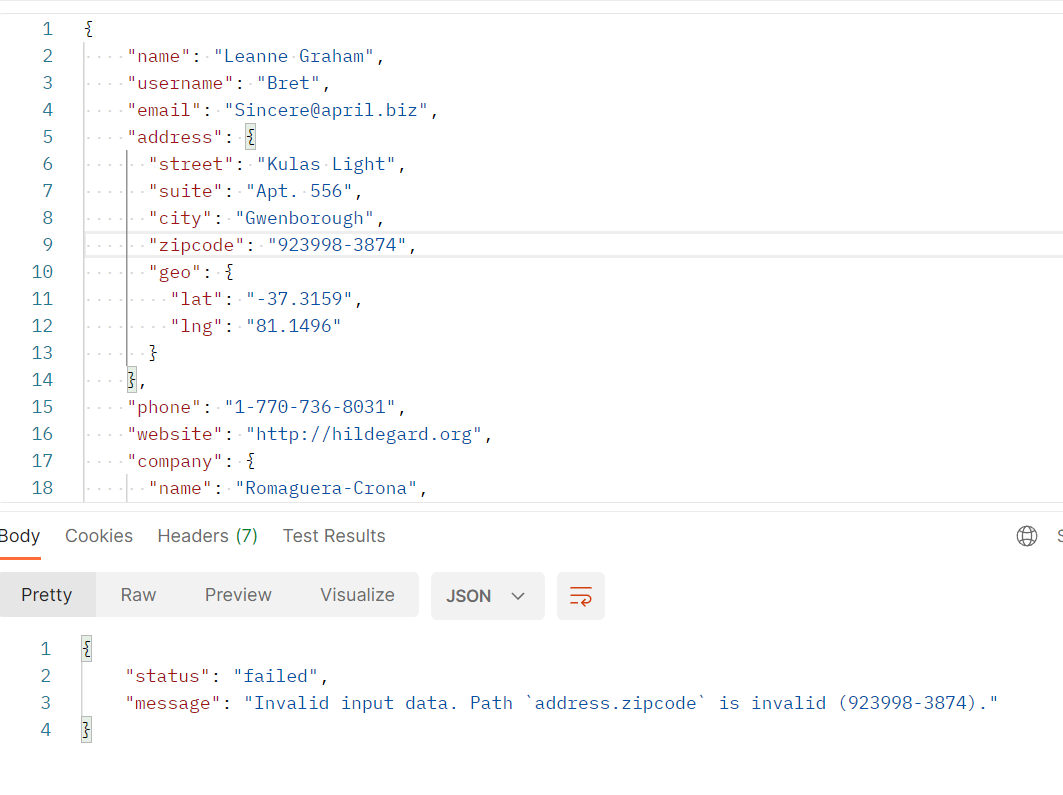 1 {
2 "name": "Leanne Graham",
3 "username": "Bret",
4 "email": "Sincere@april.biz",
5 "address": {
6 "street": "Kulas Light",
7 "suite": "Apt. 556",
8 "city": "Gwenborough",
9 "zipcode": "923998-3874",
10 "geo": {
11 "lat": "-37.3159",
12 "lng": "81.1496"
13 }
14 },
15 "phone": "1-770-736-8031",
16 "website": "http://hildegard.org",
17 "company": {
18 "name": "Romaguera-Crona",
Body Cookies Headers (7) Test Results
Pretty Raw Preview Visualize JSON
1 {
2 "status": "failed",
3 "message": "Invalid input data. Path `address.zipcode` is invalid (923998-3874)."
4 }